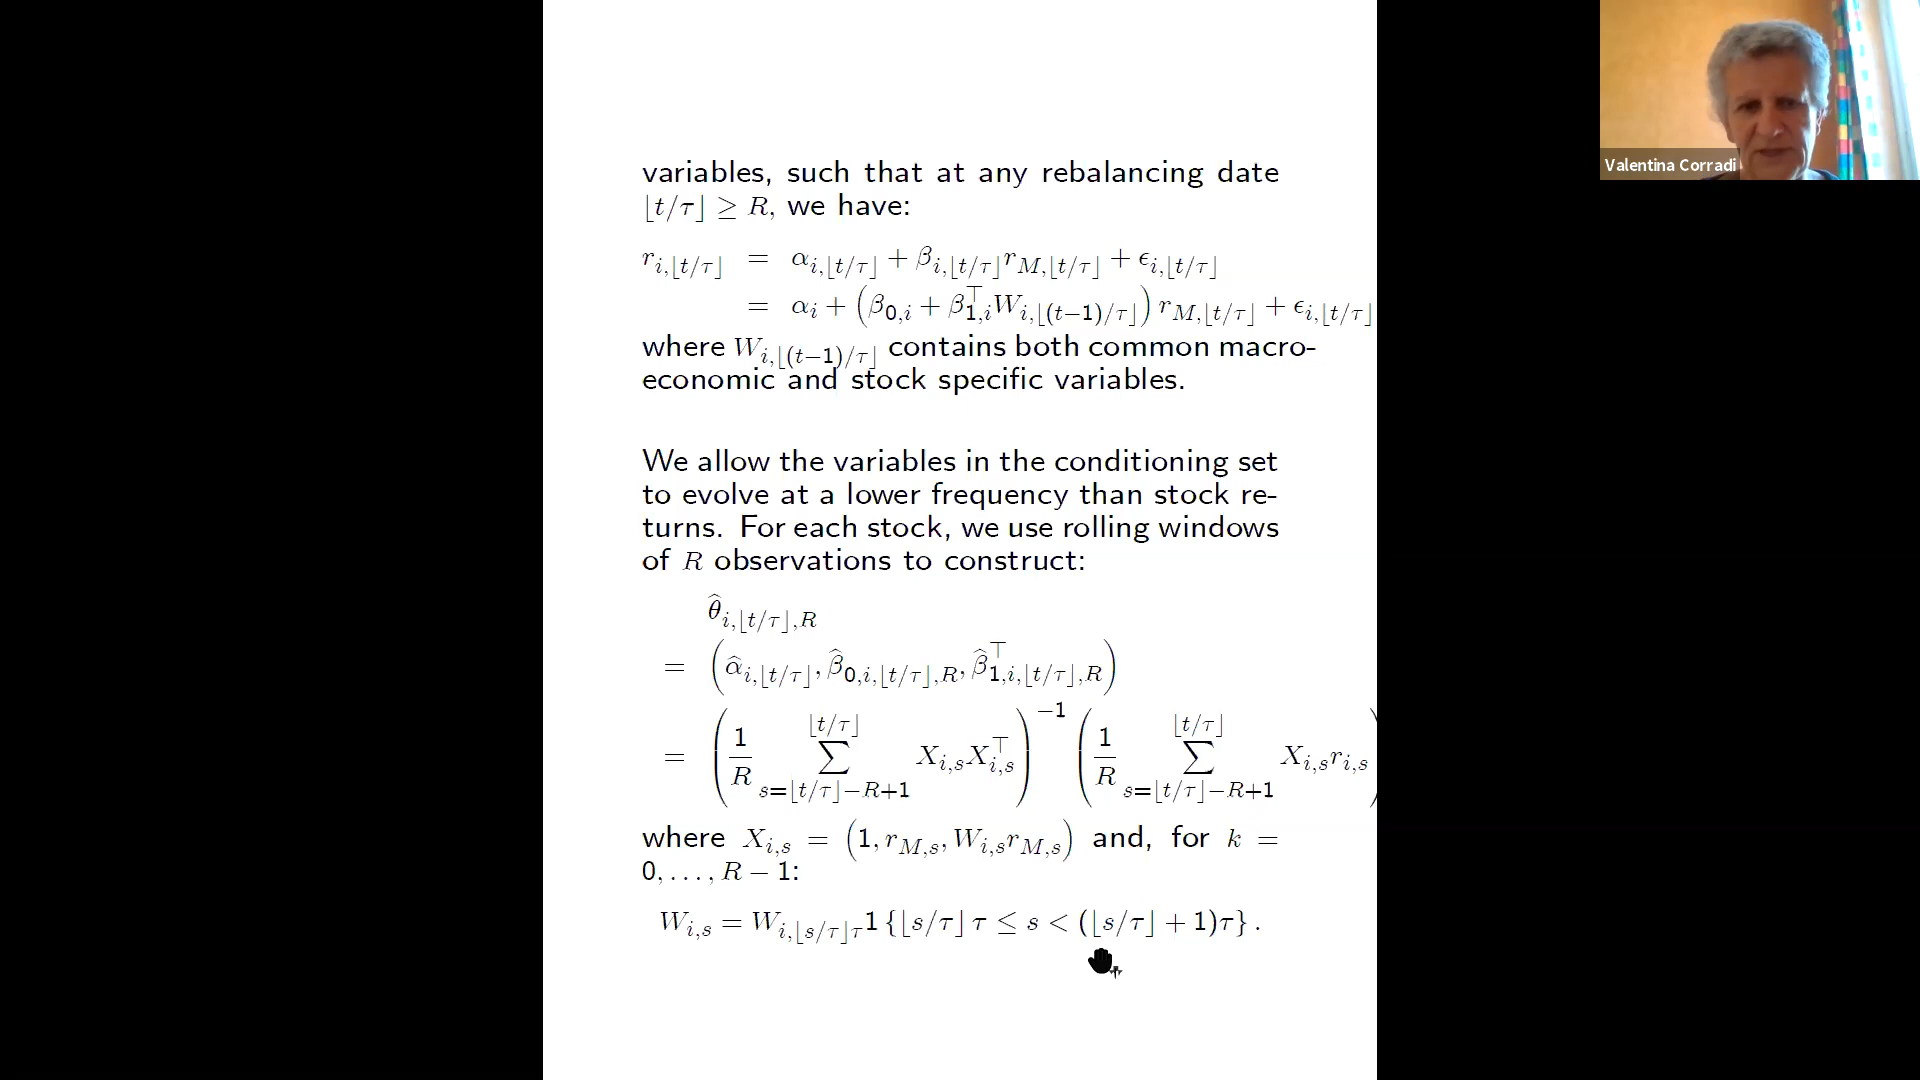 variables, such that at any rebalancing date
⌊t/τ⌋ ≥ R, we have:
r_{i,⌊t/τ⌋} = α_{i,⌊t/τ⌋} + β_{i,⌊t/τ⌋} r_{M,⌊t/τ⌋} + ϵ_{i,⌊t/τ⌋}
= α_i + (β_{0,i} + β_{1,i}^⊤ W_{i,⌊(t−1)/τ⌋}) r_{M,⌊t/τ⌋} + ϵ_{i,⌊t/τ⌋}
where W_{i,⌊(t−1)/τ⌋} contains both common macro-
economic and stock specific variables.
We allow the variables in the conditioning set
to evolve at a lower frequency than stock re-
turns. For each stock, we use rolling windows
of R observations to construct:
θ̂_{i,⌊t/τ⌋,R}
= (α̂_{i,⌊t/τ⌋}, β̂_{0,i,⌊t/τ⌋,R}, β̂_{1,i,⌊t/τ⌋,R}^⊤)
= (1/R ∑_{s=⌊t/τ⌋−R+1}^{⌊t/τ⌋} X_{i,s} X_{i,s}^⊤)^{−1} (1/R ∑_{s=⌊t/τ⌋−R+1}^{⌊t/τ⌋} X_{i,s} r_{i,s})
where X_{i,s} = (1, r_{M,s}, W_{i,s} r_{M,s}) and, for k =
0, . . . , R − 1:
W_{i,s} = W_{i,⌊s/τ⌋τ} 1 {⌊s/τ⌋ τ ≤ s < (⌊s/τ⌋ + 1)τ} .
Valentina Corradi